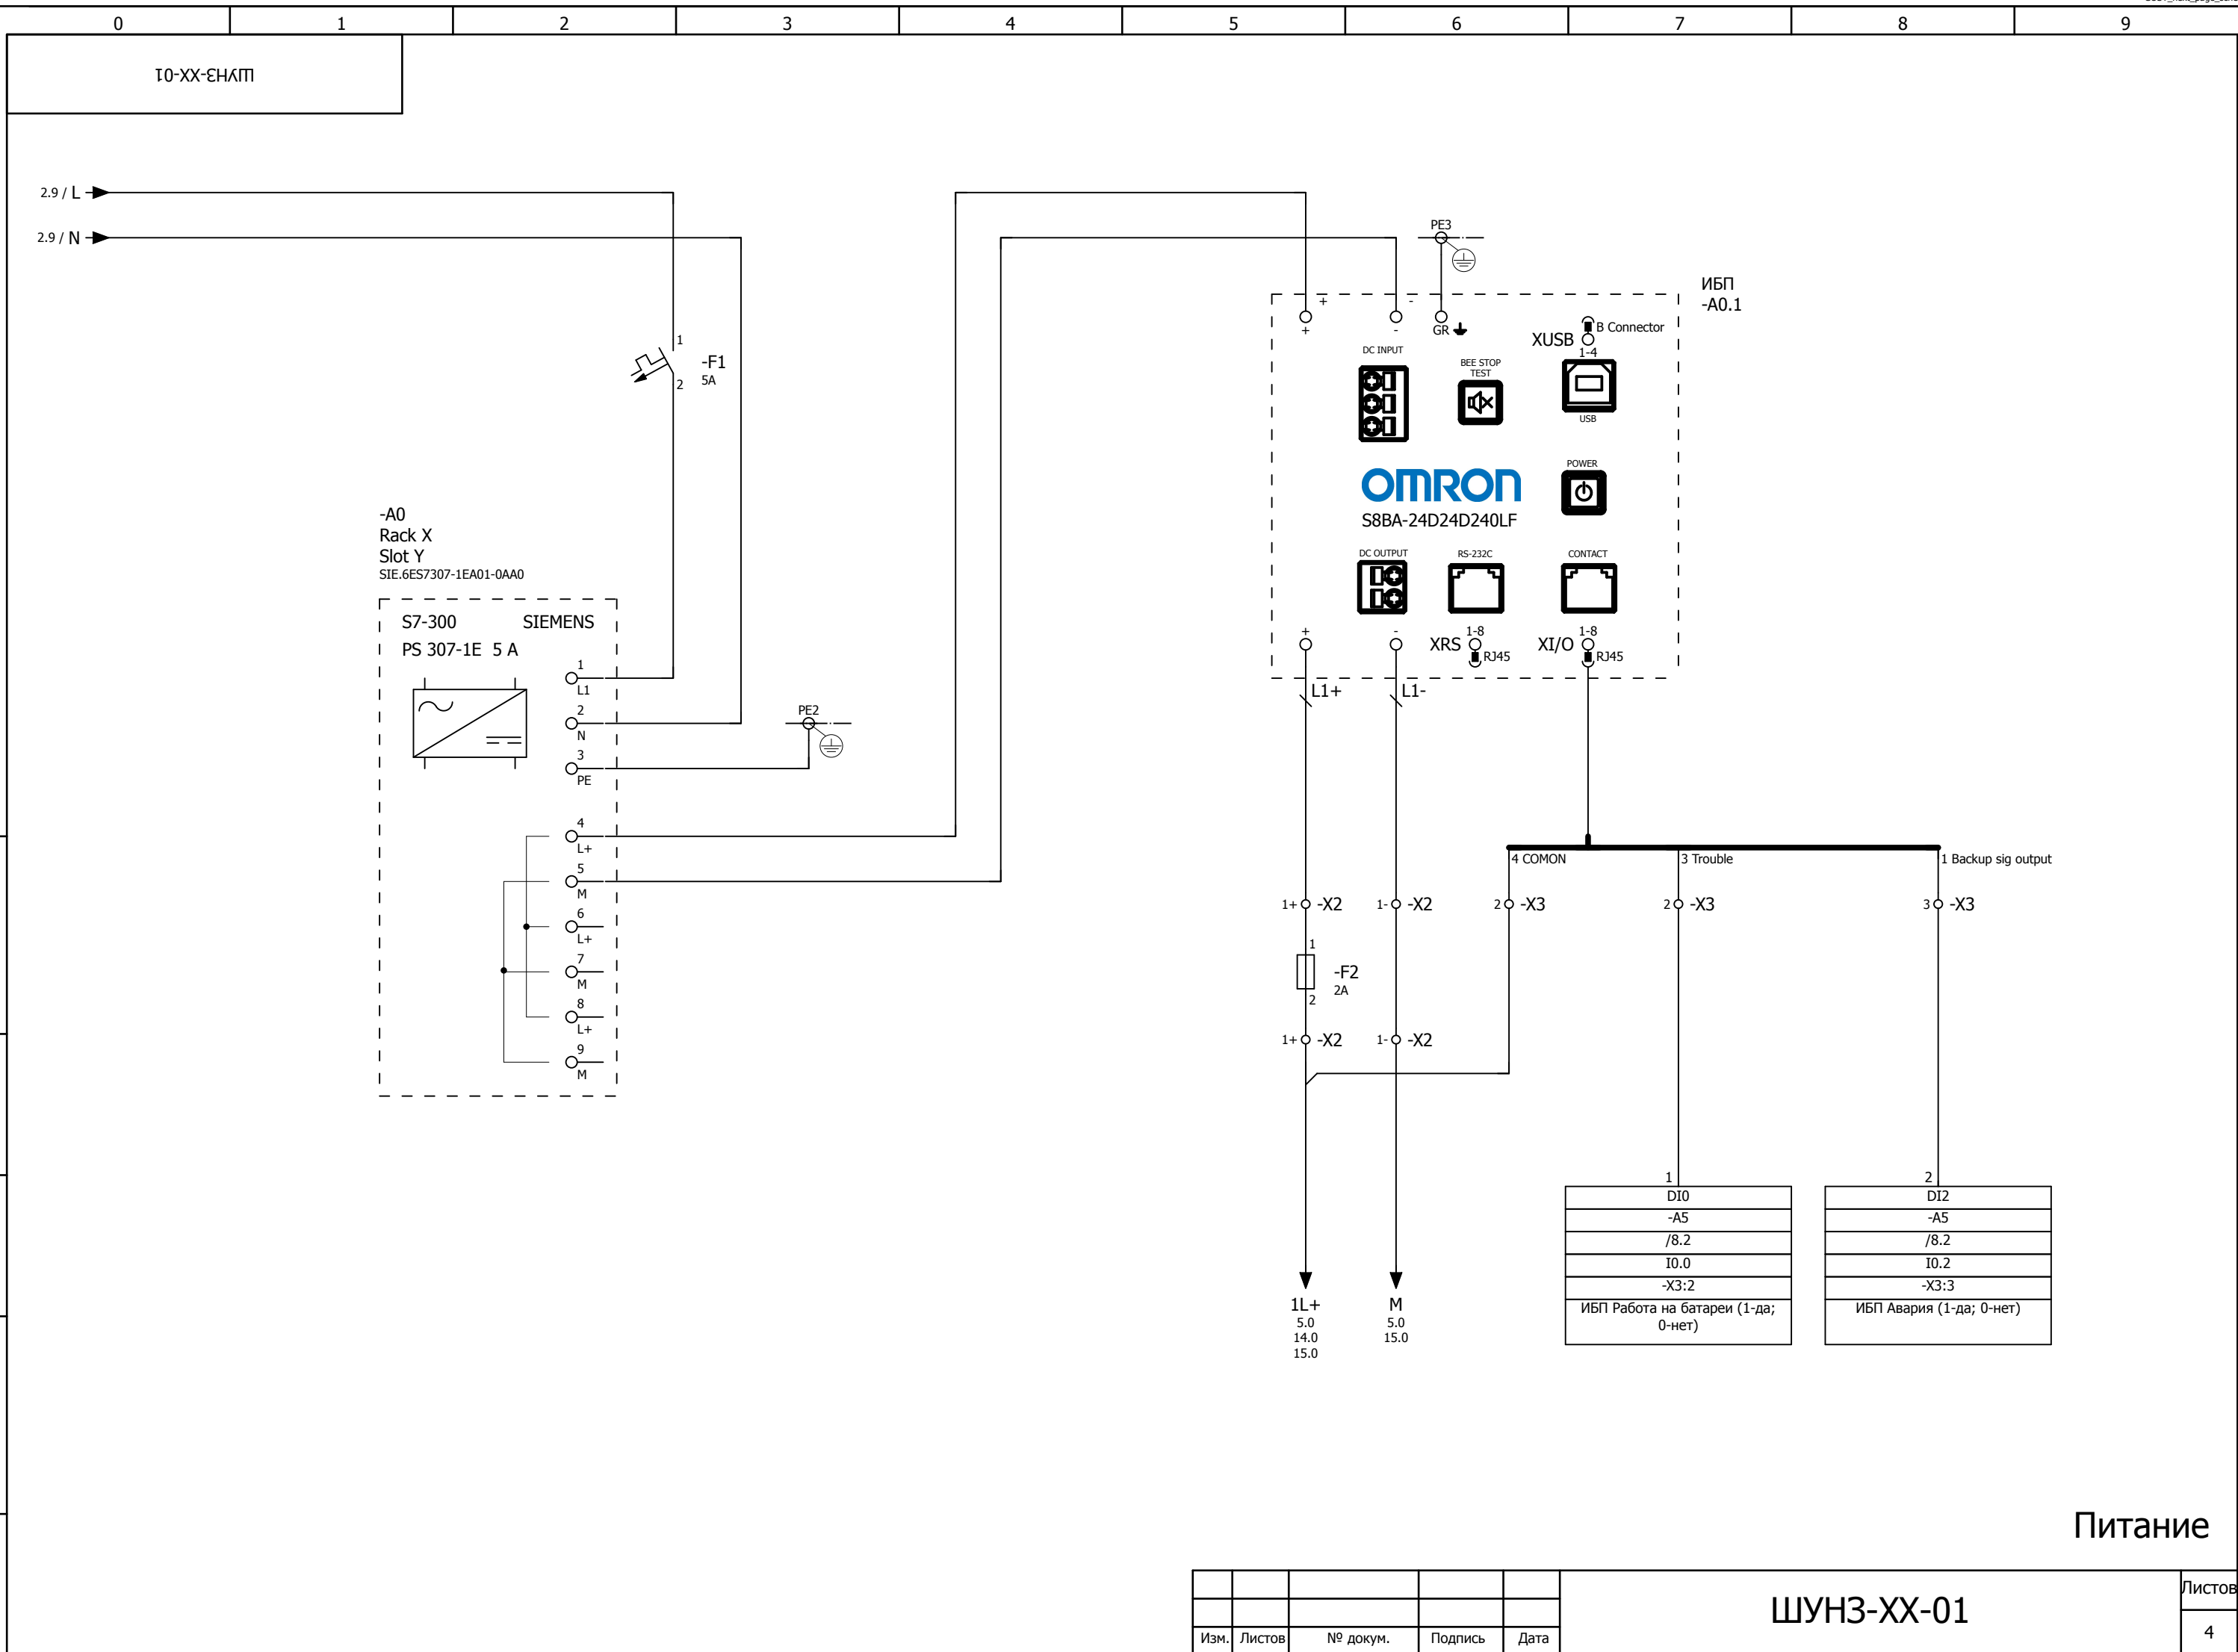 0 1 2 3 4 5 6 7 8 9
ШУНЗ-XX-01
2.9 / L
2.9 / N
1
-F1
5A
2
-A0
Rack X
Slot Y
SIE.6ES7307-1EA01-0AA0
S7-300 SIEMENS
PS 307-1E 5 A
1
L1
2
N
3
PE
4
L+
5
M
6
L+
7
M
8
L+
9
M
PE2
PE3
ИБП
-A0.1
+ -
+ - GR
XUSB
B Connector
1-4
DC INPUT
BEE STOP
TEST
USB
OMRON
S8BA-24D24D240LF
POWER
DC OUTPUT
RS-232C
CONTACT
+ -
XRS 1-8
RJ45
XI/O 1-8
RJ45
L1+ L1-
4 COMON
3 Trouble
1 Backup sig output
1+ -X2
1- -X2
2 -X3
2 -X3
3 -X3
1
-F2
2A
2
1+ -X2
1- -X2
1L+
5.0
14.0
15.0
M
5.0
15.0
1
DI0
-A5
/8.2
I0.0
-X3:2
ИБП Работа на батареи (1-да;
0-нет)
2
DI2
-A5
/8.2
I0.2
-X3:3
ИБП Авария (1-да; 0-нет)
Питание
Изм. Листов № докум. Подпись Дата
ШУНЗ-XX-01
Листов
4